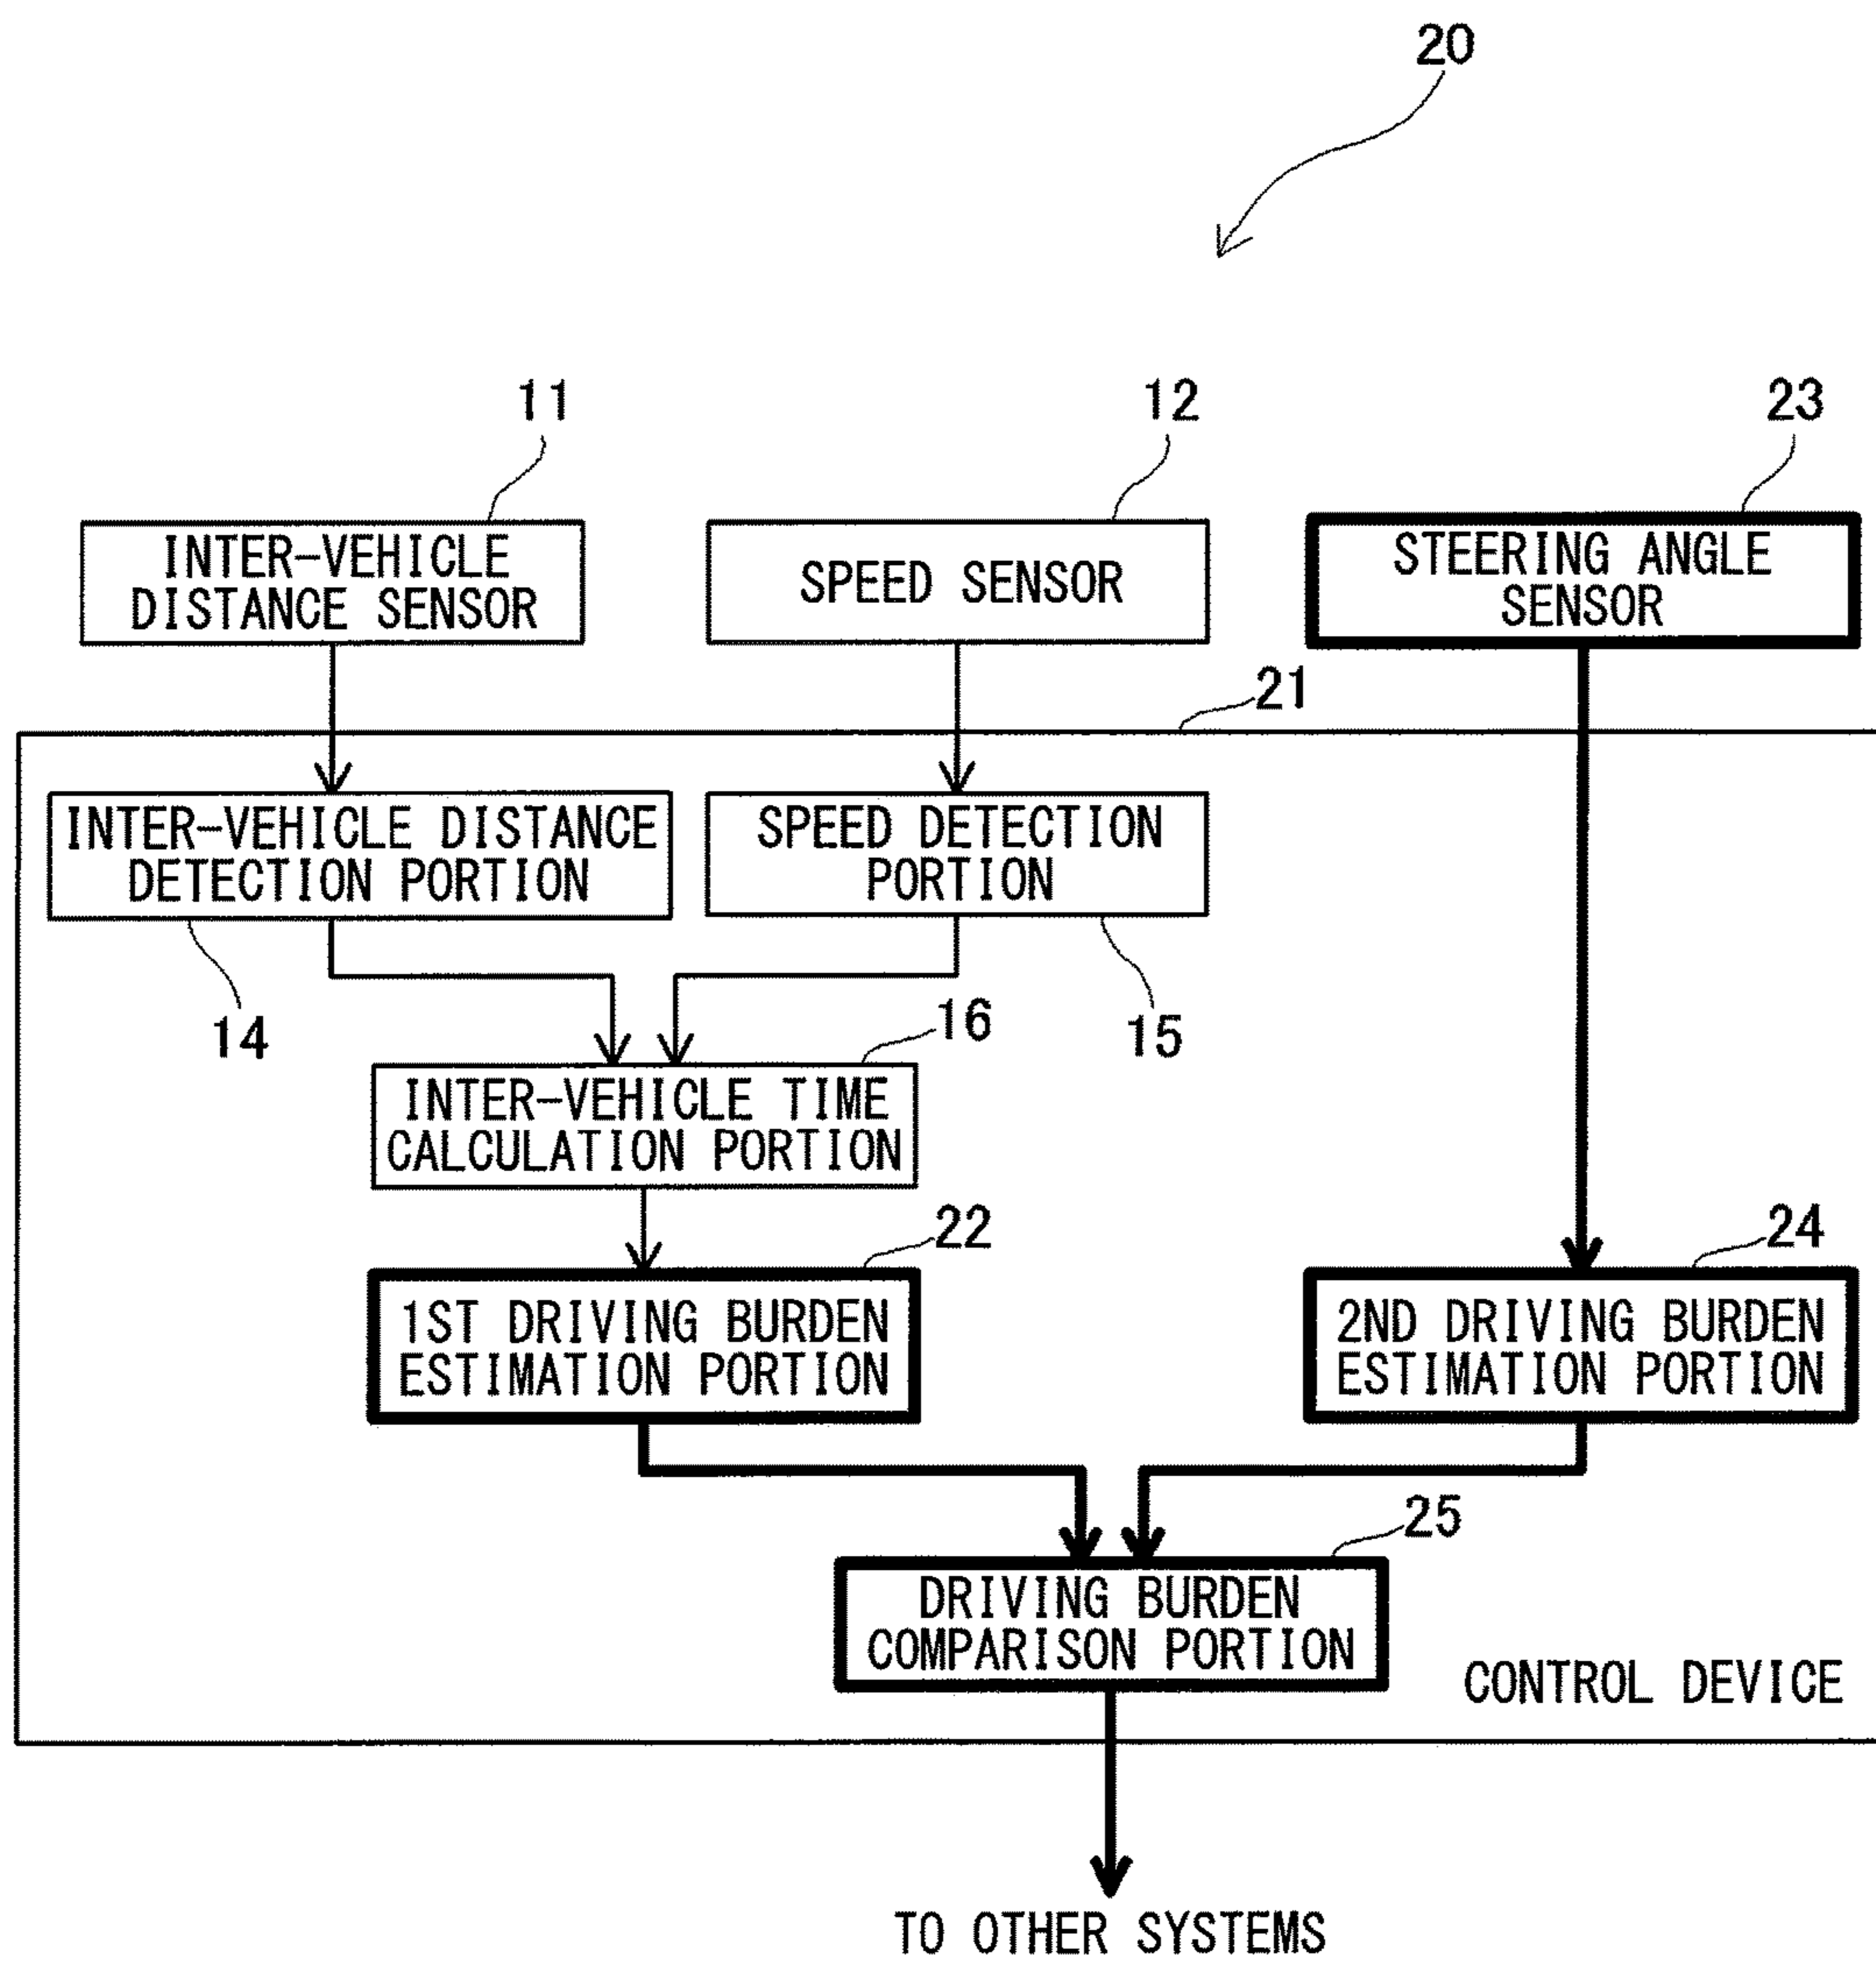 20
11
12
23
INTER-VEHICLE
DISTANCE SENSOR
SPEED SENSOR
STEERING ANGLE
SENSOR
21
INTER-VEHICLE DISTANCE
DETECTION PORTION
SPEED DETECTION
PORTION
14
16
15
INTER-VEHICLE TIME
CALCULATION PORTION
22
24
1ST DRIVING BURDEN
ESTIMATION PORTION
2ND DRIVING BURDEN
ESTIMATION PORTION
25
DRIVING BURDEN
COMPARISON PORTION
CONTROL DEVICE
TO OTHER SYSTEMS